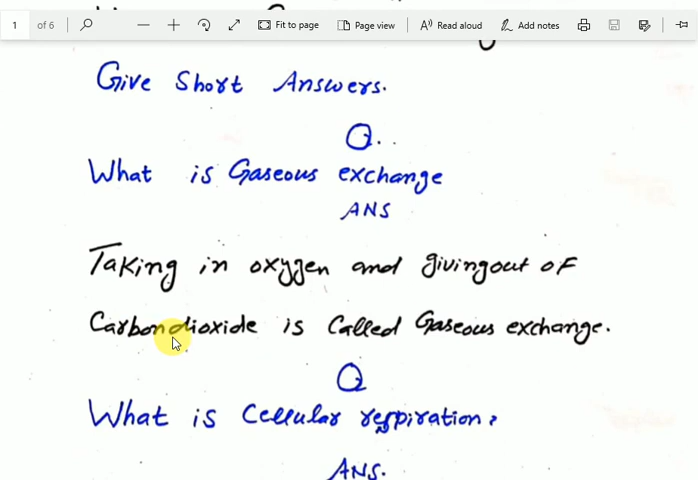 1 of 6 Fit to page Page view Read aloud Add notes
Give Short Answers.
Q..
What is Gaseous exchange
ANS
Taking in oxygen and givingout of
Carbondioxide is Called Gaseous exchange.
Q
What is Cellular respiration?
ANS.